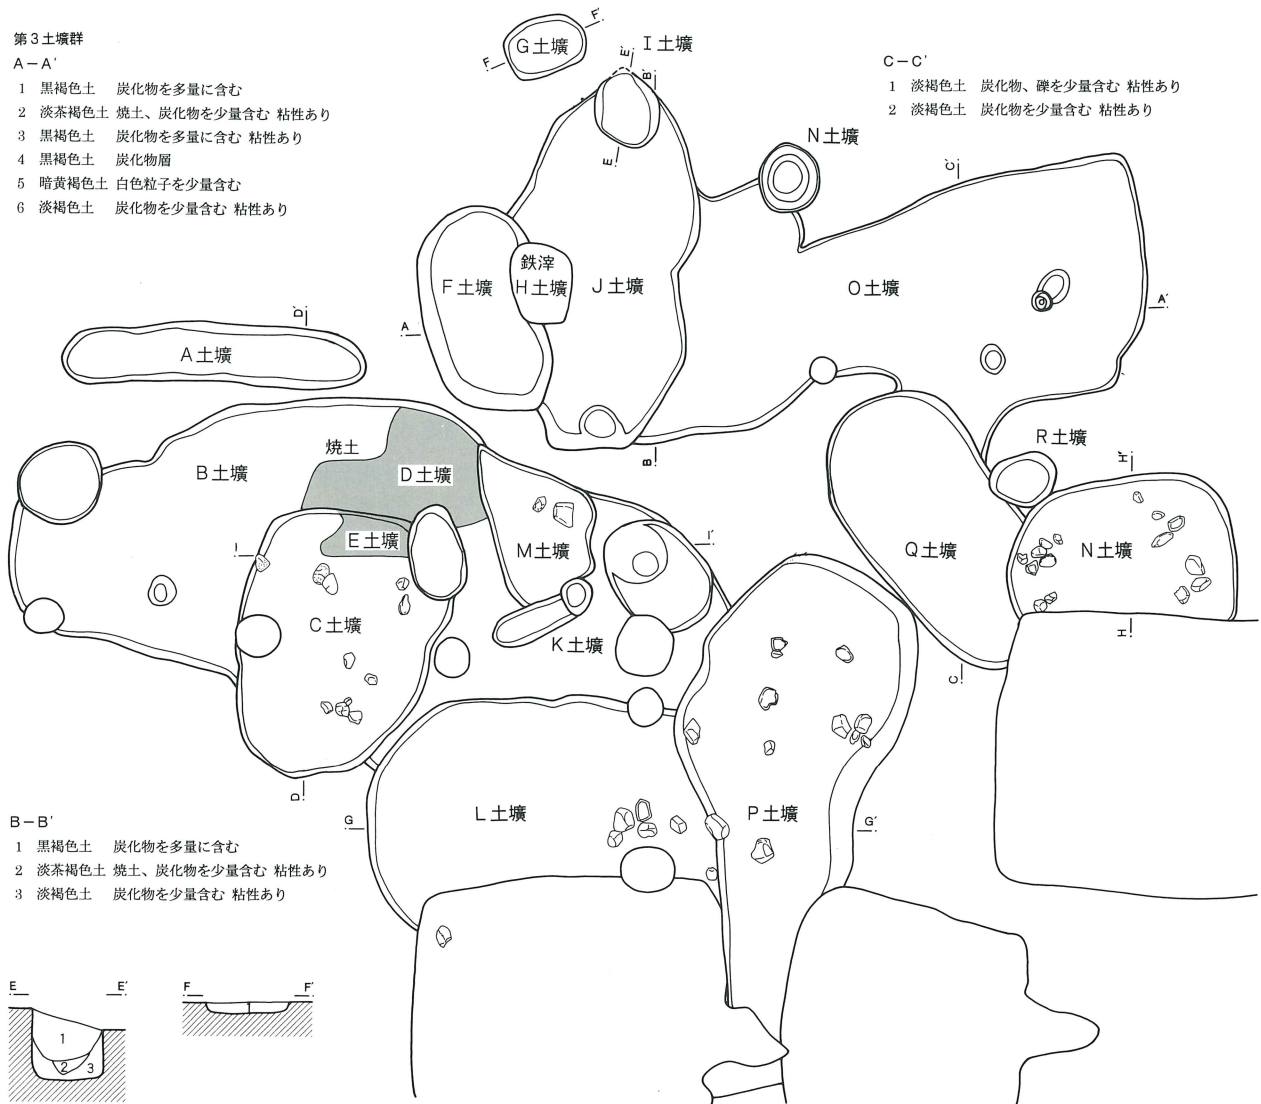 第3土壙群
A－A′
1 黒褐色土 炭化物を多量に含む
2 淡茶褐色土 焼土、炭化物を少量含む 粘性あり
3 黒褐色土 炭化物を多量に含む 粘性あり
4 黒褐色土 炭化物層
5 暗黄褐色土 白色粒子を少量含む
6 淡褐色土 炭化物を少量含む 粘性あり
C－C′
1 淡褐色土 炭化物、礫を少量含む 粘性あり
2 淡褐色土 炭化物を少量含む 粘性あり
F′
G土壙
F
E′
I土壙
B′
E
N土壙
C′
鉄滓
F土壙
H土壙
J土壙
O土壙
A′
D′
A
A土壙
焼土
B
R土壙
H′
B土壙
D土壙
E土壙
M土壙
I′
I
Q土壙
N土壙
C土壙
K土壙
H
C
D
G
L土壙
P土壙
G′
B－B′
1 黒褐色土 炭化物を多量に含む
2 淡茶褐色土 焼土、炭化物を少量含む 粘性あり
3 淡褐色土 炭化物を少量含む 粘性あり
E E′
F F′
1
1
2 3